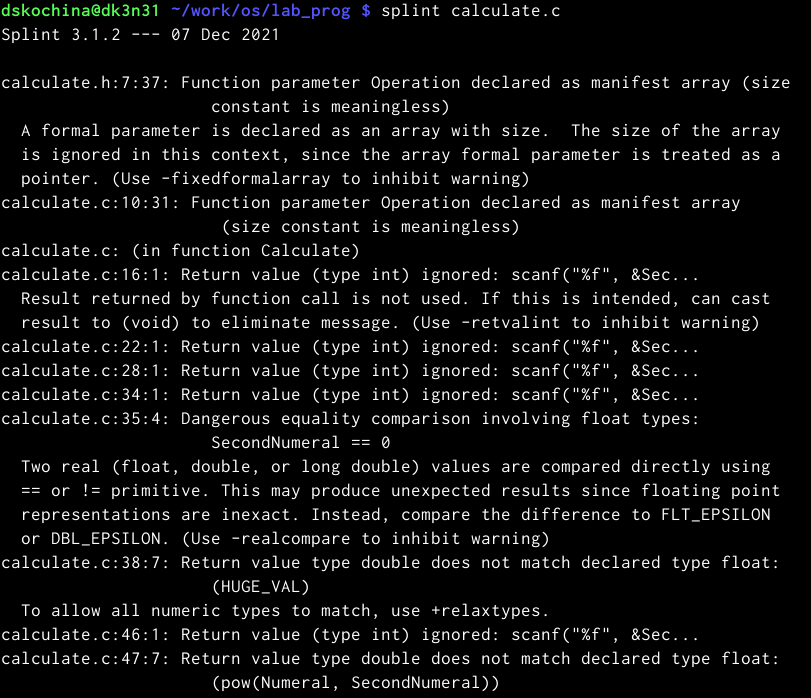 dskochina@dk3n31 ~/work/os/lab_prog $ splint calculate.c
Splint 3.1.2 --- 07 Dec 2021
calculate.h:7:37: Function parameter Operation declared as manifest array (size
constant is meaningless)
A formal parameter is declared as an array with size.  The size of the array
is ignored in this context, since the array formal parameter is treated as a
pointer. (Use -fixedformalarray to inhibit warning)
calculate.c:10:31: Function parameter Operation declared as manifest array
(size constant is meaningless)
calculate.c: (in function Calculate)
calculate.c:16:1: Return value (type int) ignored: scanf("%f", &Sec...
Result returned by function call is not used. If this is intended, can cast
result to (void) to eliminate message. (Use -retvalint to inhibit warning)
calculate.c:22:1: Return value (type int) ignored: scanf("%f", &Sec...
calculate.c:28:1: Return value (type int) ignored: scanf("%f", &Sec...
calculate.c:34:1: Return value (type int) ignored: scanf("%f", &Sec...
calculate.c:35:4: Dangerous equality comparison involving float types:
SecondNumeral == 0
Two real (float, double, or long double) values are compared directly using
== or != primitive. This may produce unexpected results since floating point
representations are inexact. Instead, compare the difference to FLT_EPSILON
or DBL_EPSILON. (Use -realcompare to inhibit warning)
calculate.c:38:7: Return value type double does not match declared type float:
(HUGE_VAL)
To allow all numeric types to match, use +relaxtypes.
calculate.c:46:1: Return value (type int) ignored: scanf("%f", &Sec...
calculate.c:47:7: Return value type double does not match declared type float:
(pow(Numeral, SecondNumeral))